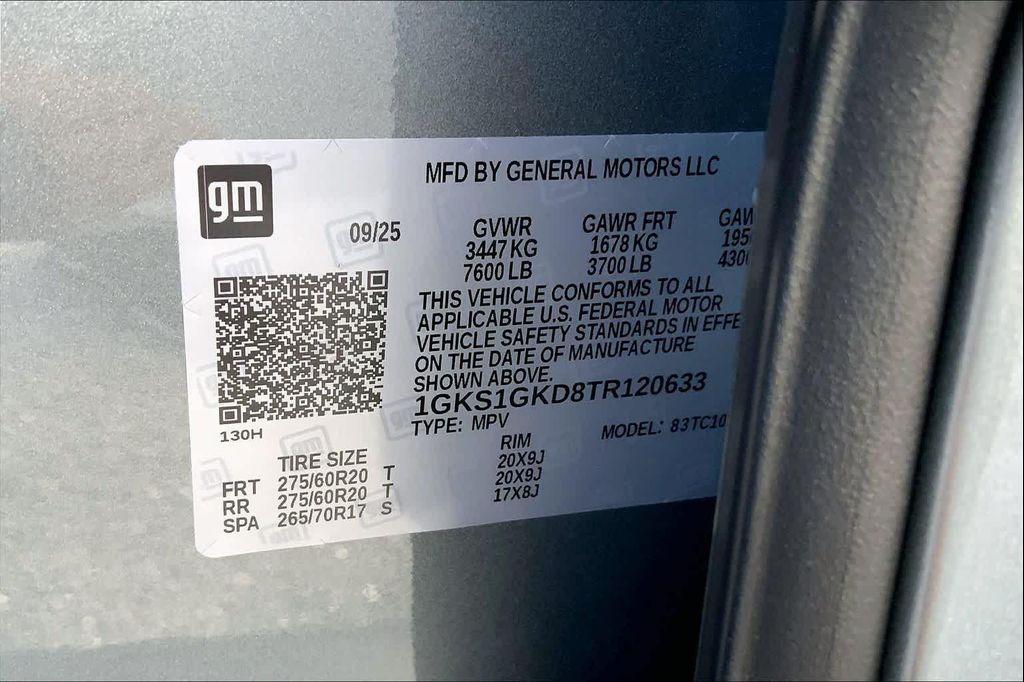 gm
MFD BY GENERAL MOTORS LLC
09/25
GVWR GAWR FRT
3447 KG 1678 KG
7600 LB 3700 LB
THIS VEHICLE CONFORMS TO ALL
APPLICABLE U.S. FEDERAL MOTOR
VEHICLE SAFETY STANDARDS IN EFFE
ON THE DATE OF MANUFACTURE
SHOWN ABOVE.
1GKS1GKD8TR120633
TYPE: MPV MODEL: 83TC10
130H
TIRE SIZE RIM
FRT 275/60R20 T 20X9J
RR 275/60R20 T 20X9J
SPA 265/70R17 S 17X8J